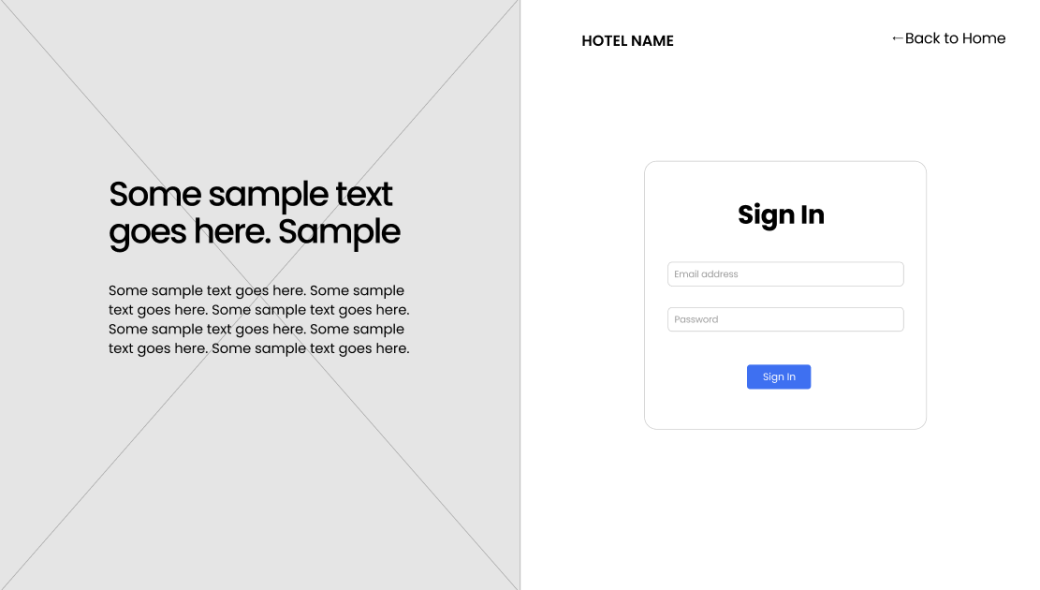 Some sample text
goes here. Sample
Some sample text goes here. Some sample
text goes here. Some sample text goes here.
Some sample text goes here. Some sample
text goes here. Some sample text goes here.
HOTEL NAME
←Back to Home
Sign In
Email address
Password
Sign In